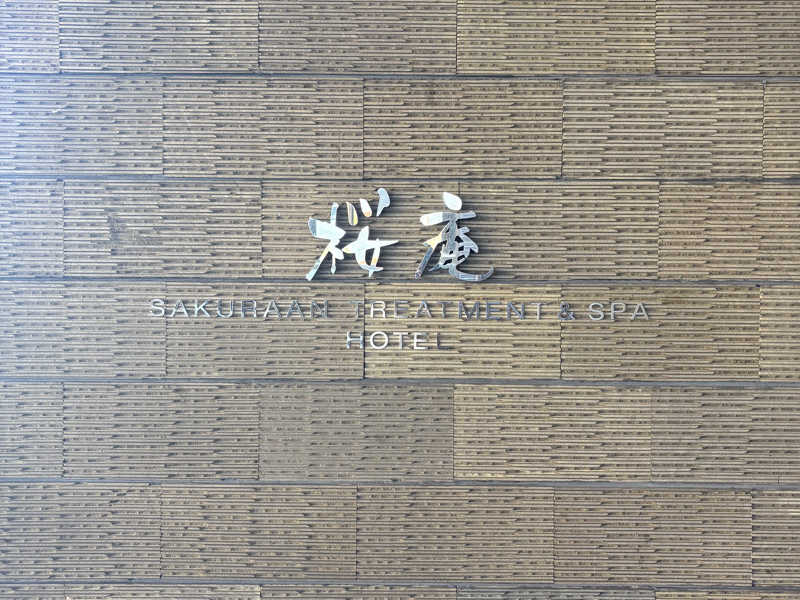 桜庵
SAKURAAN TREATMENT & SPA
HOTEL